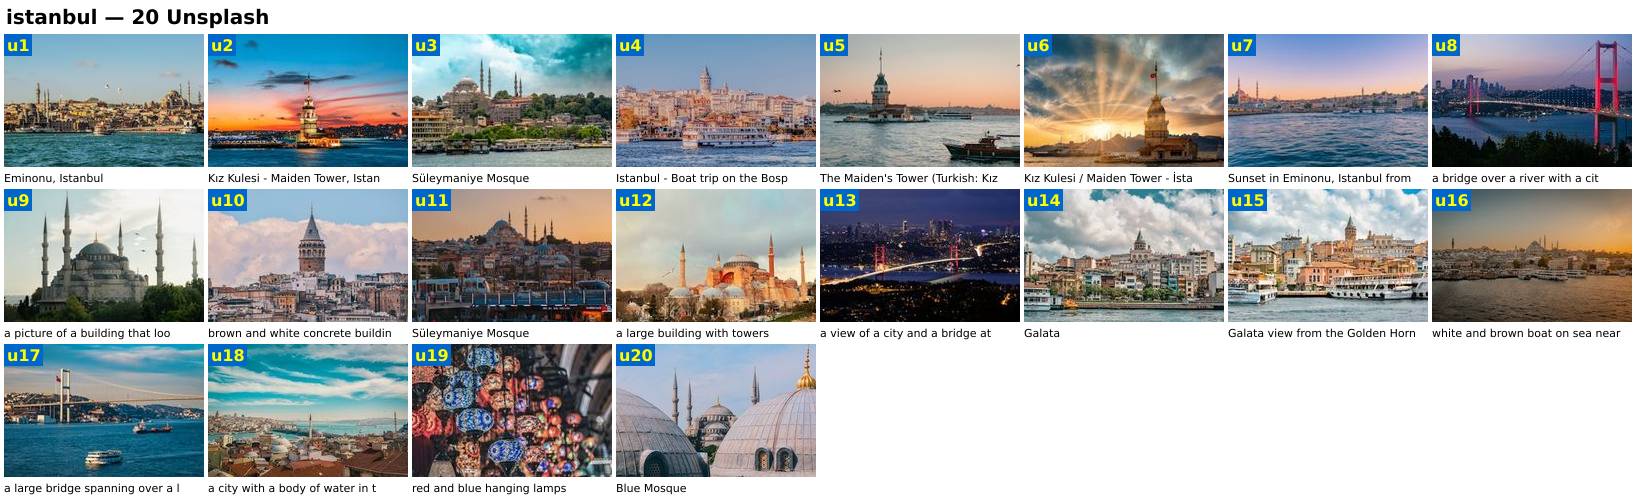 istanbul — 20 Unsplash
u1
u2
u3
u4
u5
u6
u7
u8
Eminonu, Istanbul
Kız Kulesi - Maiden Tower, Istan
Süleymaniye Mosque
Istanbul - Boat trip on the Bosp
The Maiden's Tower (Turkish: Kız
Kız Kulesi / Maiden Tower - İsta
Sunset in Eminonu, Istanbul from
a bridge over a river with a cit
u9
u10
u11
u12
u13
u14
u15
u16
a picture of a building that loo
brown and white concrete buildin
Süleymaniye Mosque
a large building with towers
a view of a city and a bridge at
Galata
Galata view from the Golden Horn
white and brown boat on sea near
u17
u18
u19
u20
a large bridge spanning over a l
a city with a body of water in t
red and blue hanging lamps
Blue Mosque